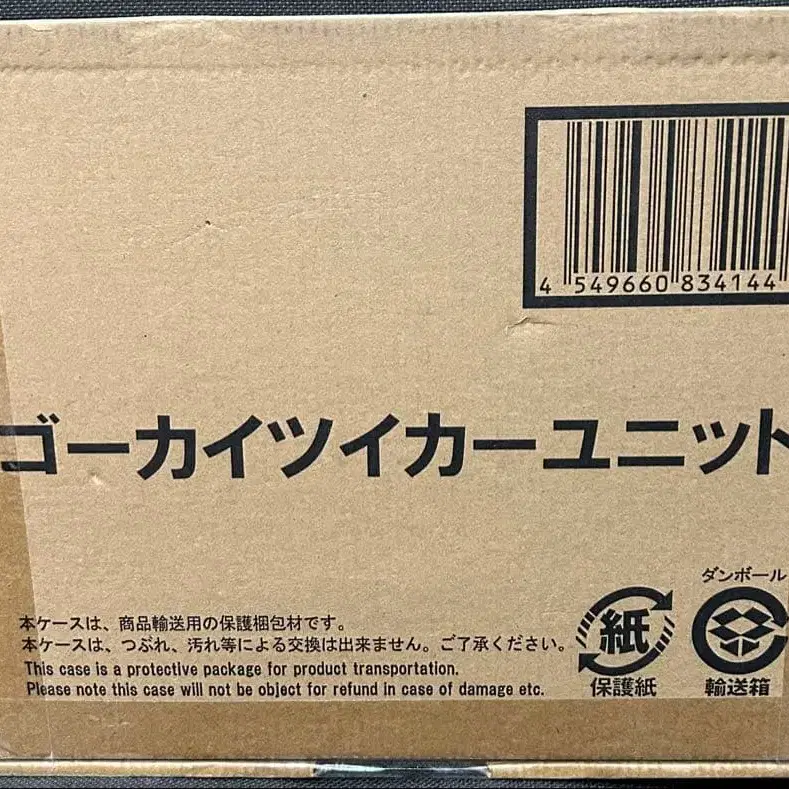 4 549660 834144
ゴーカイツイカーユニット
本ケースは、商品輸送用の保護梱包材です。
本ケースは、つぶれ、汚れ等による交換は出来ません。ご了承ください。
This case is a protective package for product transportation.
Please note this case will not be object for refund in case of damage etc.
紙
保護紙
ダンボール
輸送箱